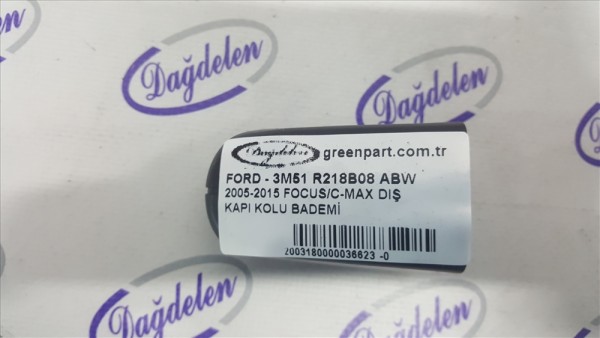 Dağdelen
Dağdelen
Dağdelen
Dağdelen greenpart.com.tr
FORD - 3M51 R218B08 ABW
2005-2015 FOCUS/C-MAX DIŞ
KAPI KOLU BADEMİ
2003180000036623 -0
Dağdelen